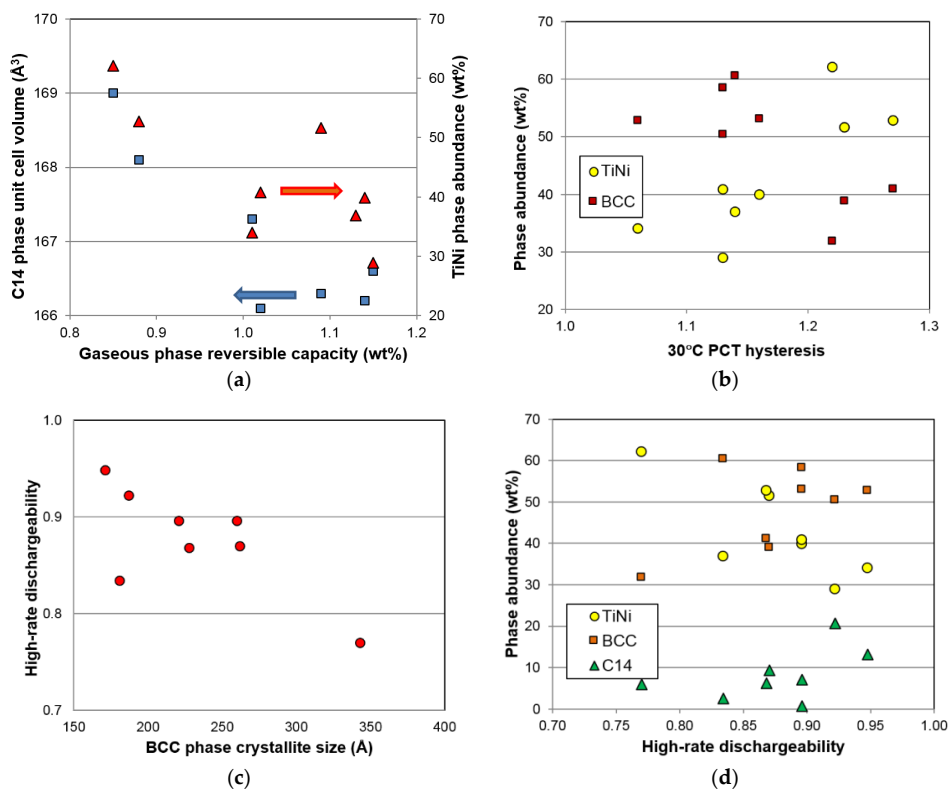 170
169
168
167
166
C14 phase unit cell volume (Å³)
70
60
50
40
30
20
TiNi phase abundance (wt%)
0.8 0.9 1.0 1.1 1.2
Gaseous phase reversible capacity (wt%)
(a)
70
60
50
40
30
20
Phase abundance (wt%)
TiNi
BCC
1.0 1.1 1.2 1.3
30°C PCT hysteresis
(b)
1.0
0.9
0.8
0.7
High-rate dischargeability
150 200 250 300 350 400
BCC phase crystallite size (Å)
(c)
70
60
50
40
30
20
10
0
Phase abundance (wt%)
TiNi
BCC
C14
0.70 0.75 0.80 0.85 0.90 0.95 1.00
High-rate dischargeability
(d)